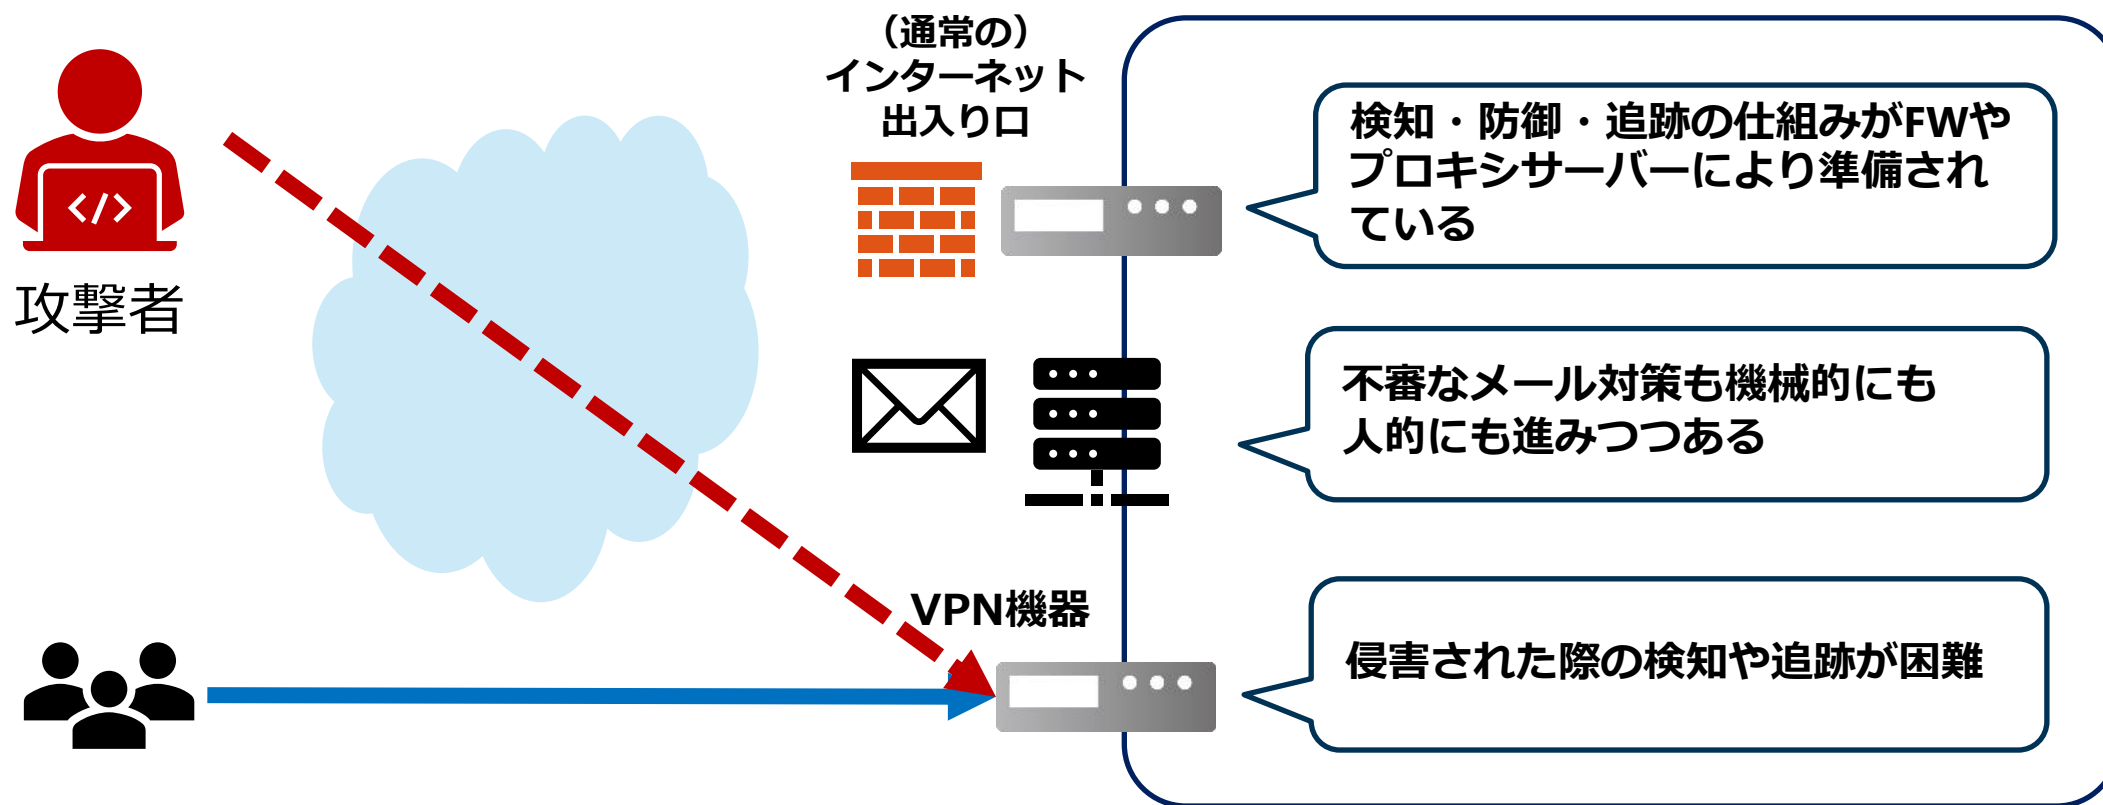 （通常の）
インターネット
出入り口
検知・防御・追跡の仕組みがFWや
プロキシサーバーにより準備され
ている
</>
攻撃者
不審なメール対策も機械的にも
人的にも進みつつある
VPN機器
侵害された際の検知や追跡が困難